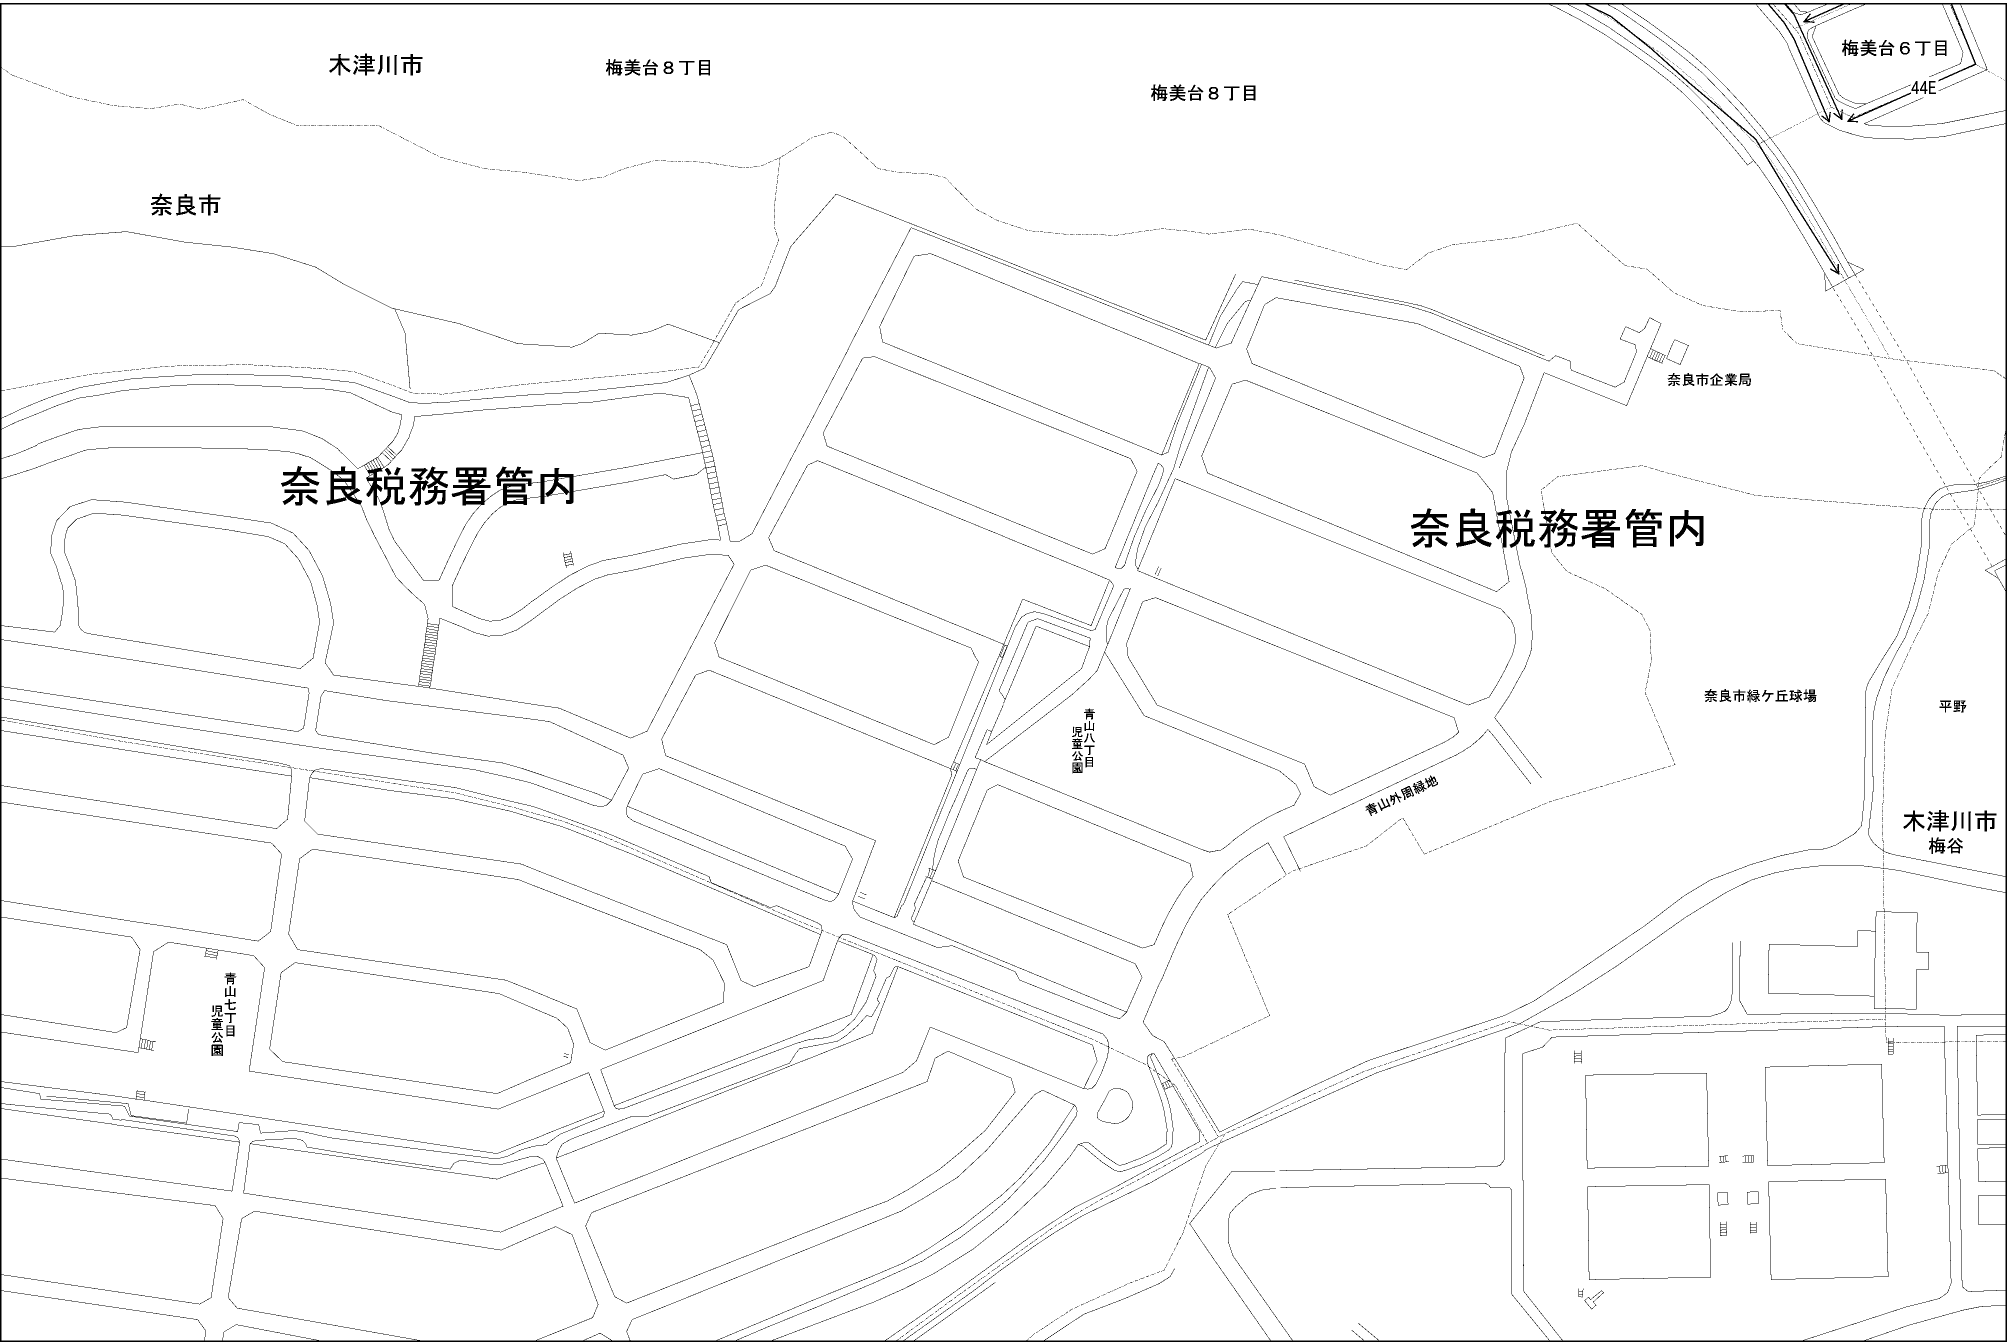 木津川市
梅美台８丁目
梅美台８丁目
梅美台６丁目
44E
奈良市
奈良市企業局
奈良税務署管内
奈良税務署管内
奈良市緑ケ丘球場
平野
青山八丁目
児童公園
青山外周緑地
木津川市
梅谷
青山七丁目
児童公園